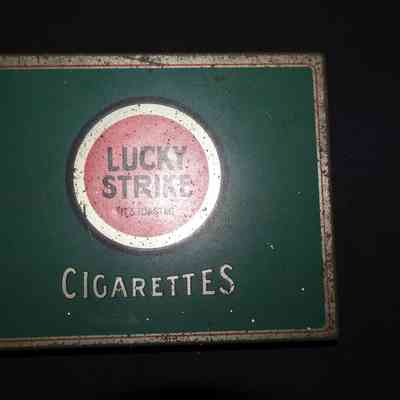 LUCKY
STRIKE
"IT'S TOASTED"
CIGARETTES